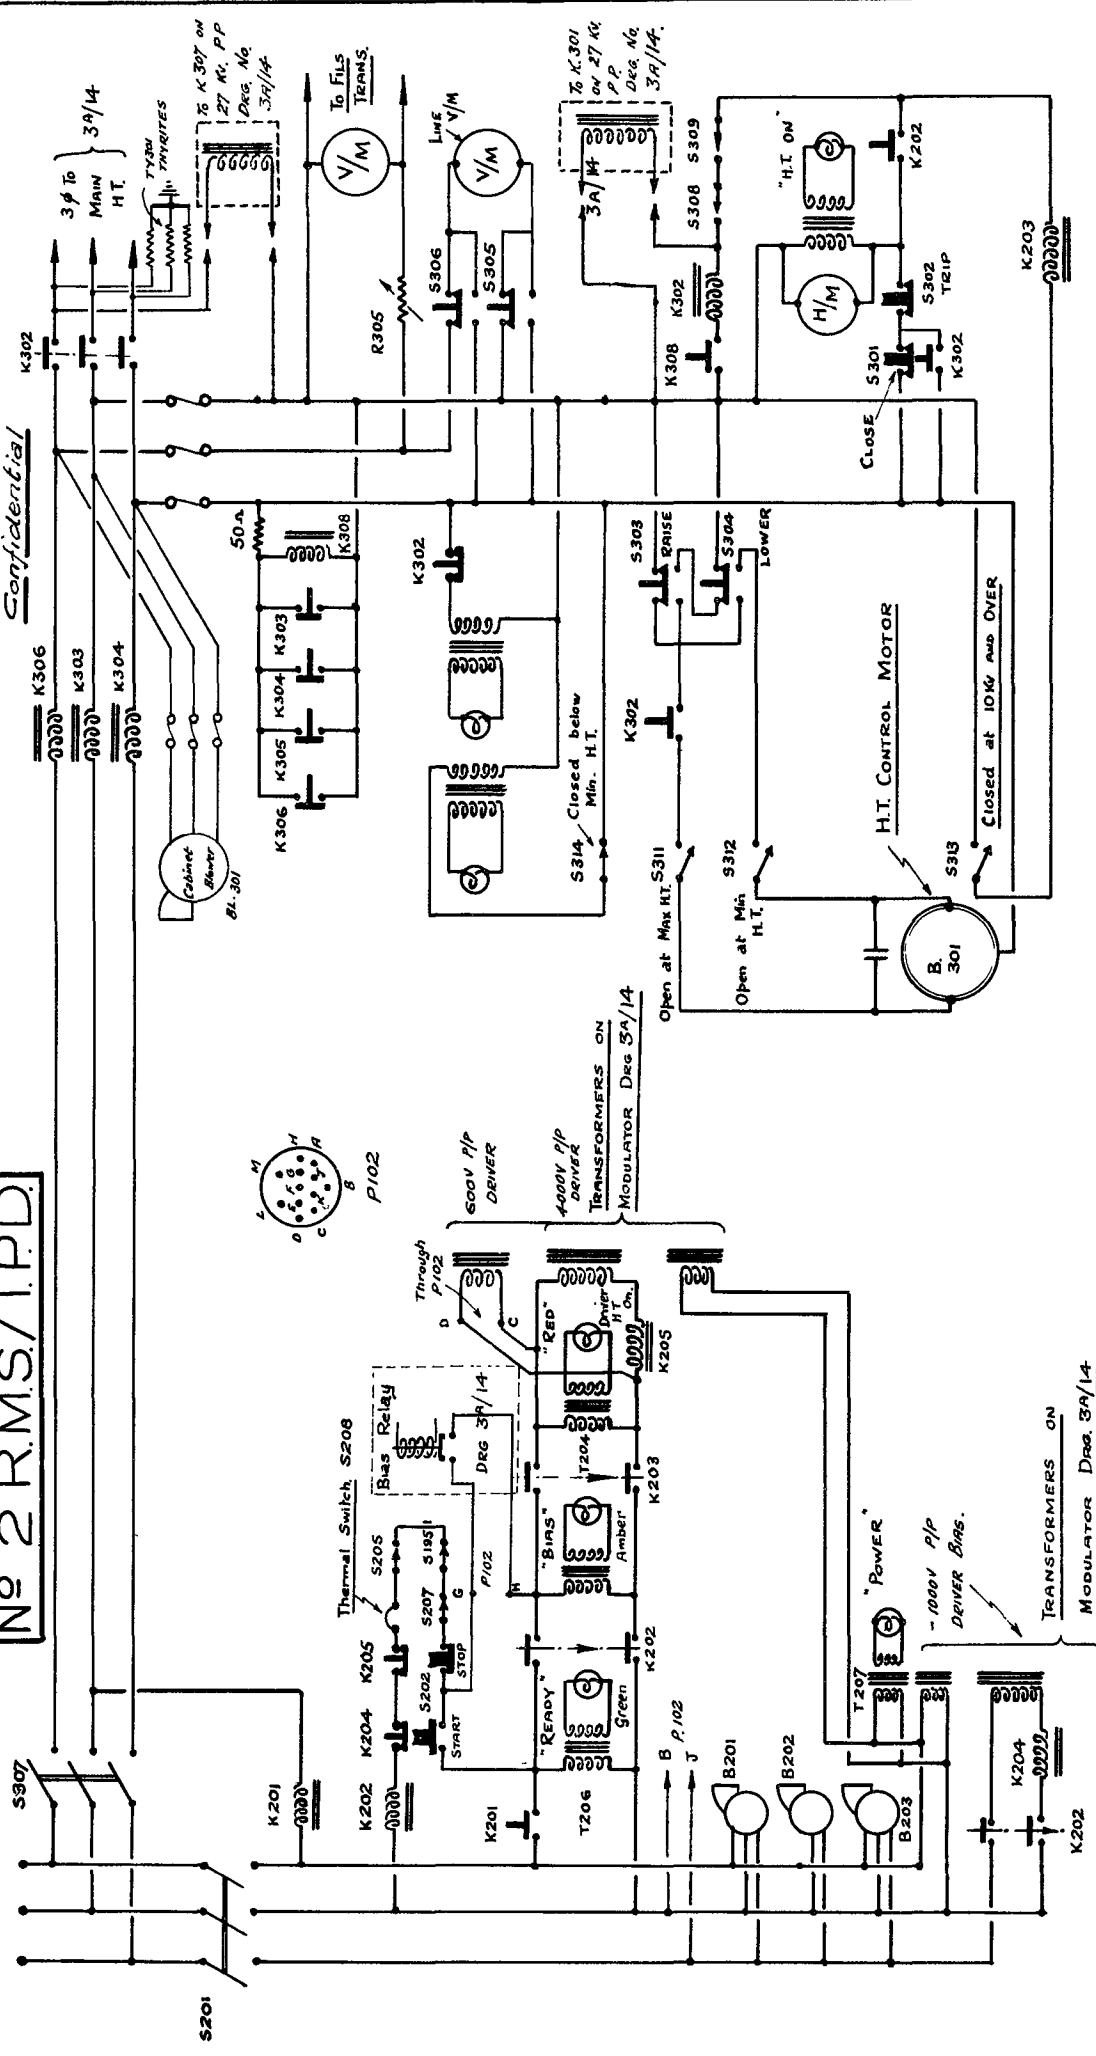 Confidential
Nº 2 R.M.S./I.P.D.
S307
S201
K306
K303
K304
K302
3φ To
MAIN
H.T.
3A/14
TY301
THYRITES
To K307 ON
27 KV. PP
DRG. No.
3A/14
Cabinet
Blower
BL.301
50Ω
K308
K303
K304
K305
K306
V/M
To FILS
TRANS.
R305
LINE
V/M
V/M
S306
S305
K302
S314
Closed below
Min. H.T.
To K.301
ON 27 KV.
P.P.
DRG. No.
3A/14.
3A/14
K308
K302
S308
S309
S303
RAISE
S304
LOWER
K302
S311
Open at MAX H.T.
S312
Open at Min
H.T.
"H.T. ON"
H/M
K202
S302
TRIP
S301
CLOSE
K302
K203
H.T. CONTROL MOTOR
B.
301
S313
Closed at 10KV AND OVER
P102
L
M
H
A
B
C
D
E
F
G
J
K
K201
K202
K204
K205
Thermal Switch S208
S205
S195
S207
S202
START
STOP
G
P102
H
Bias Relay
DRG 3A/14
Through
P102
D
C
600V P/P
DRIVER
4000V P/P
DRIVER
TRANSFORMERS ON
MODULATOR DRG 3A/14
K201
"READY"
Green
T206
K202
"BIAS"
Amber
K203
"RED"
T204
Driver
HT
On.
K205
B
P.102
J
B201
B202
B203
T207
"POWER"
-1000V P/P
DRIVER BIAS.
K204
K202
TRANSFORMERS ON
MODULATOR DRG. 3A/14